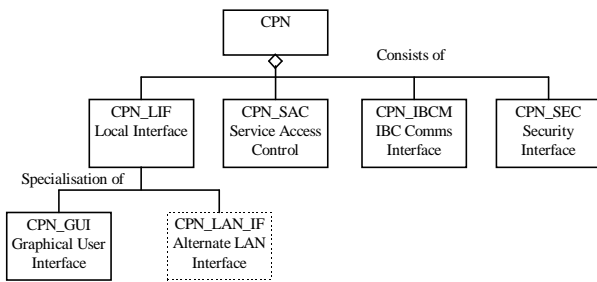 CPN
Consists of
CPN_LIF
Local Interface
CPN_SAC
Service Access
Control
CPN_IBCM
IBC Comms
Interface
CPN_SEC
Security
Interface
Specialisation of
CPN_GUI
Graphical User
Interface
CPN_LAN_IF
Alternate LAN
Interface